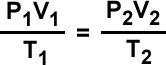 P₁V₁/T₁ = P₂V₂/T₂